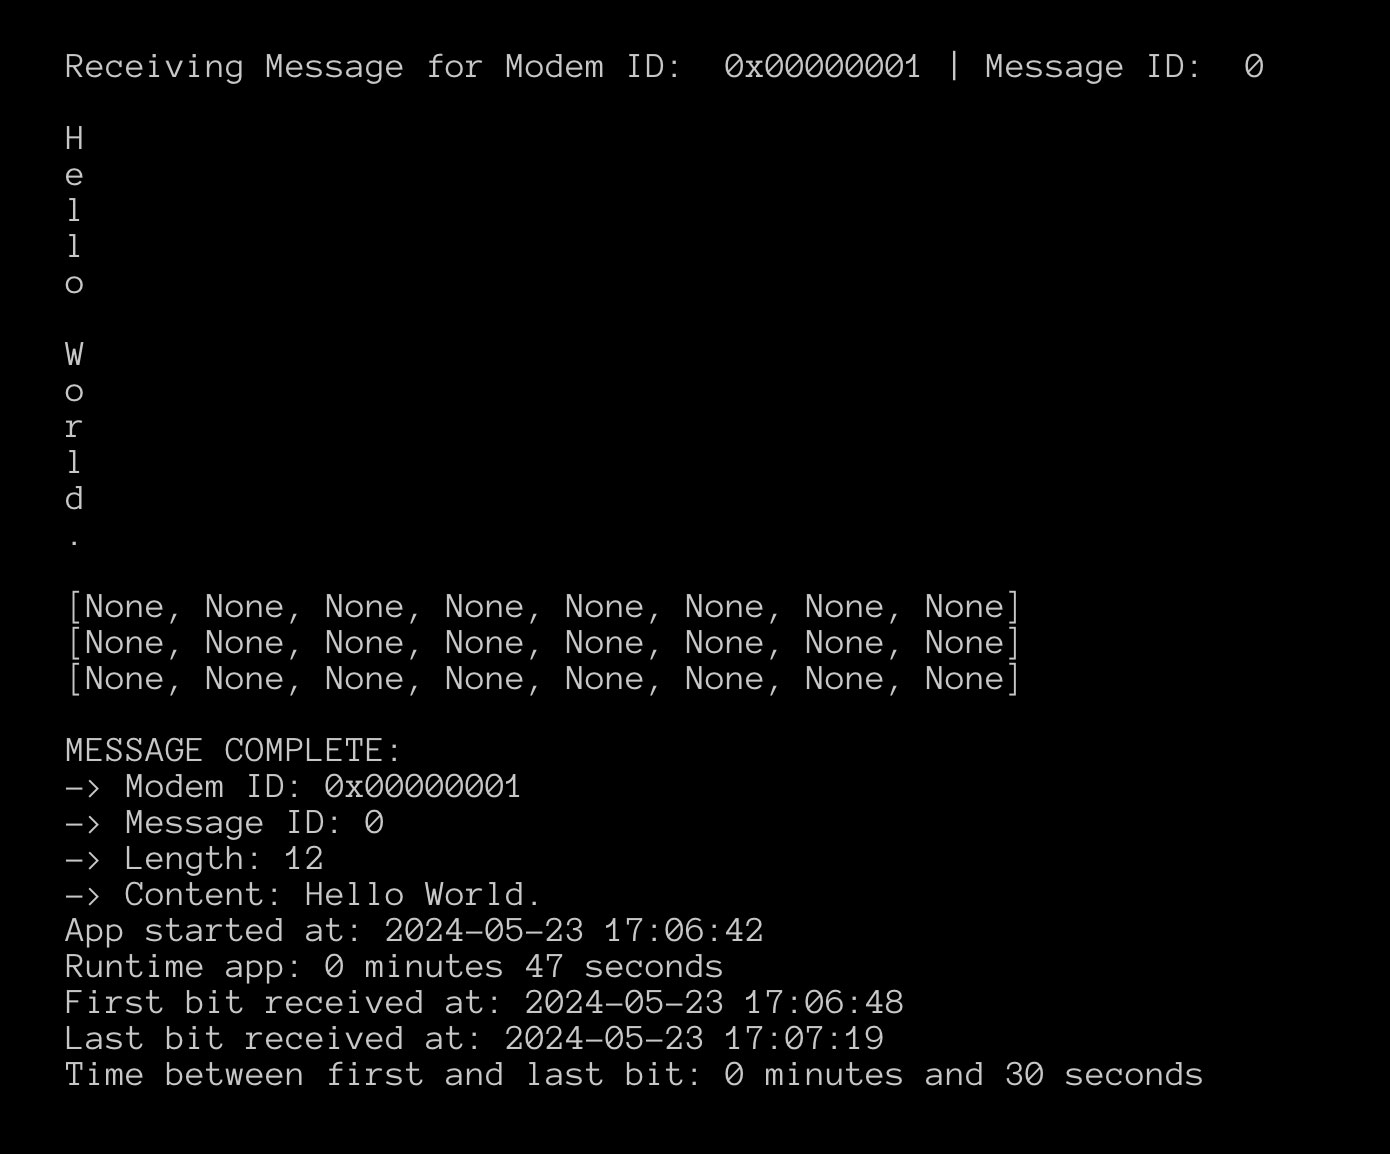 Receiving Message for Modem ID:  0x00000001 | Message ID:  0
H
e
l
l
o
W
o
r
l
d
.
[None, None, None, None, None, None, None, None]
[None, None, None, None, None, None, None, None]
[None, None, None, None, None, None, None, None]
MESSAGE COMPLETE:
-> Modem ID: 0x00000001
-> Message ID: 0
-> Length: 12
-> Content: Hello World.
App started at: 2024-05-23 17:06:42
Runtime app: 0 minutes 47 seconds
First bit received at: 2024-05-23 17:06:48
Last bit received at: 2024-05-23 17:07:19
Time between first and last bit: 0 minutes and 30 seconds